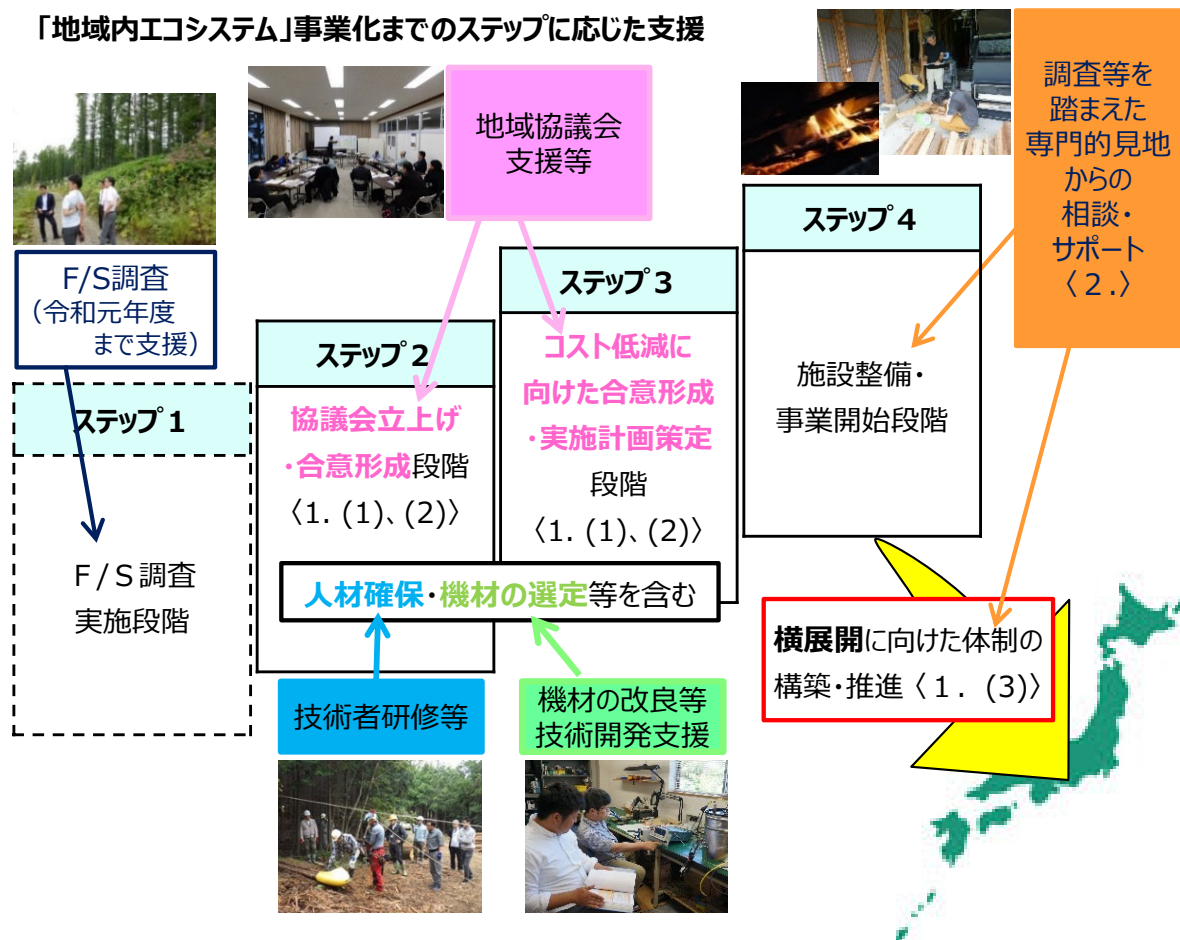 「地域内エコシステム」事業化までのステップに応じた支援
地域協議会
支援等
調査等を
踏まえた
専門的見地
からの
相談・
サポート
〈２.〉
F/S調査
（令和元年度
まで支援）
ステップ１
Ｆ/Ｓ調査
実施段階
ステップ２
協議会立上げ
・合意形成段階
〈1. (1)、(2)〉
ステップ３
コスト低減に
向けた合意形成
・実施計画策定
段階
〈1. (1)、(2)〉
ステップ４
施設整備・
事業開始段階
人材確保・機材の選定等を含む
技術者研修等
機材の改良等
技術開発支援
横展開に向けた体制の
構築・推進〈１. (3)〉